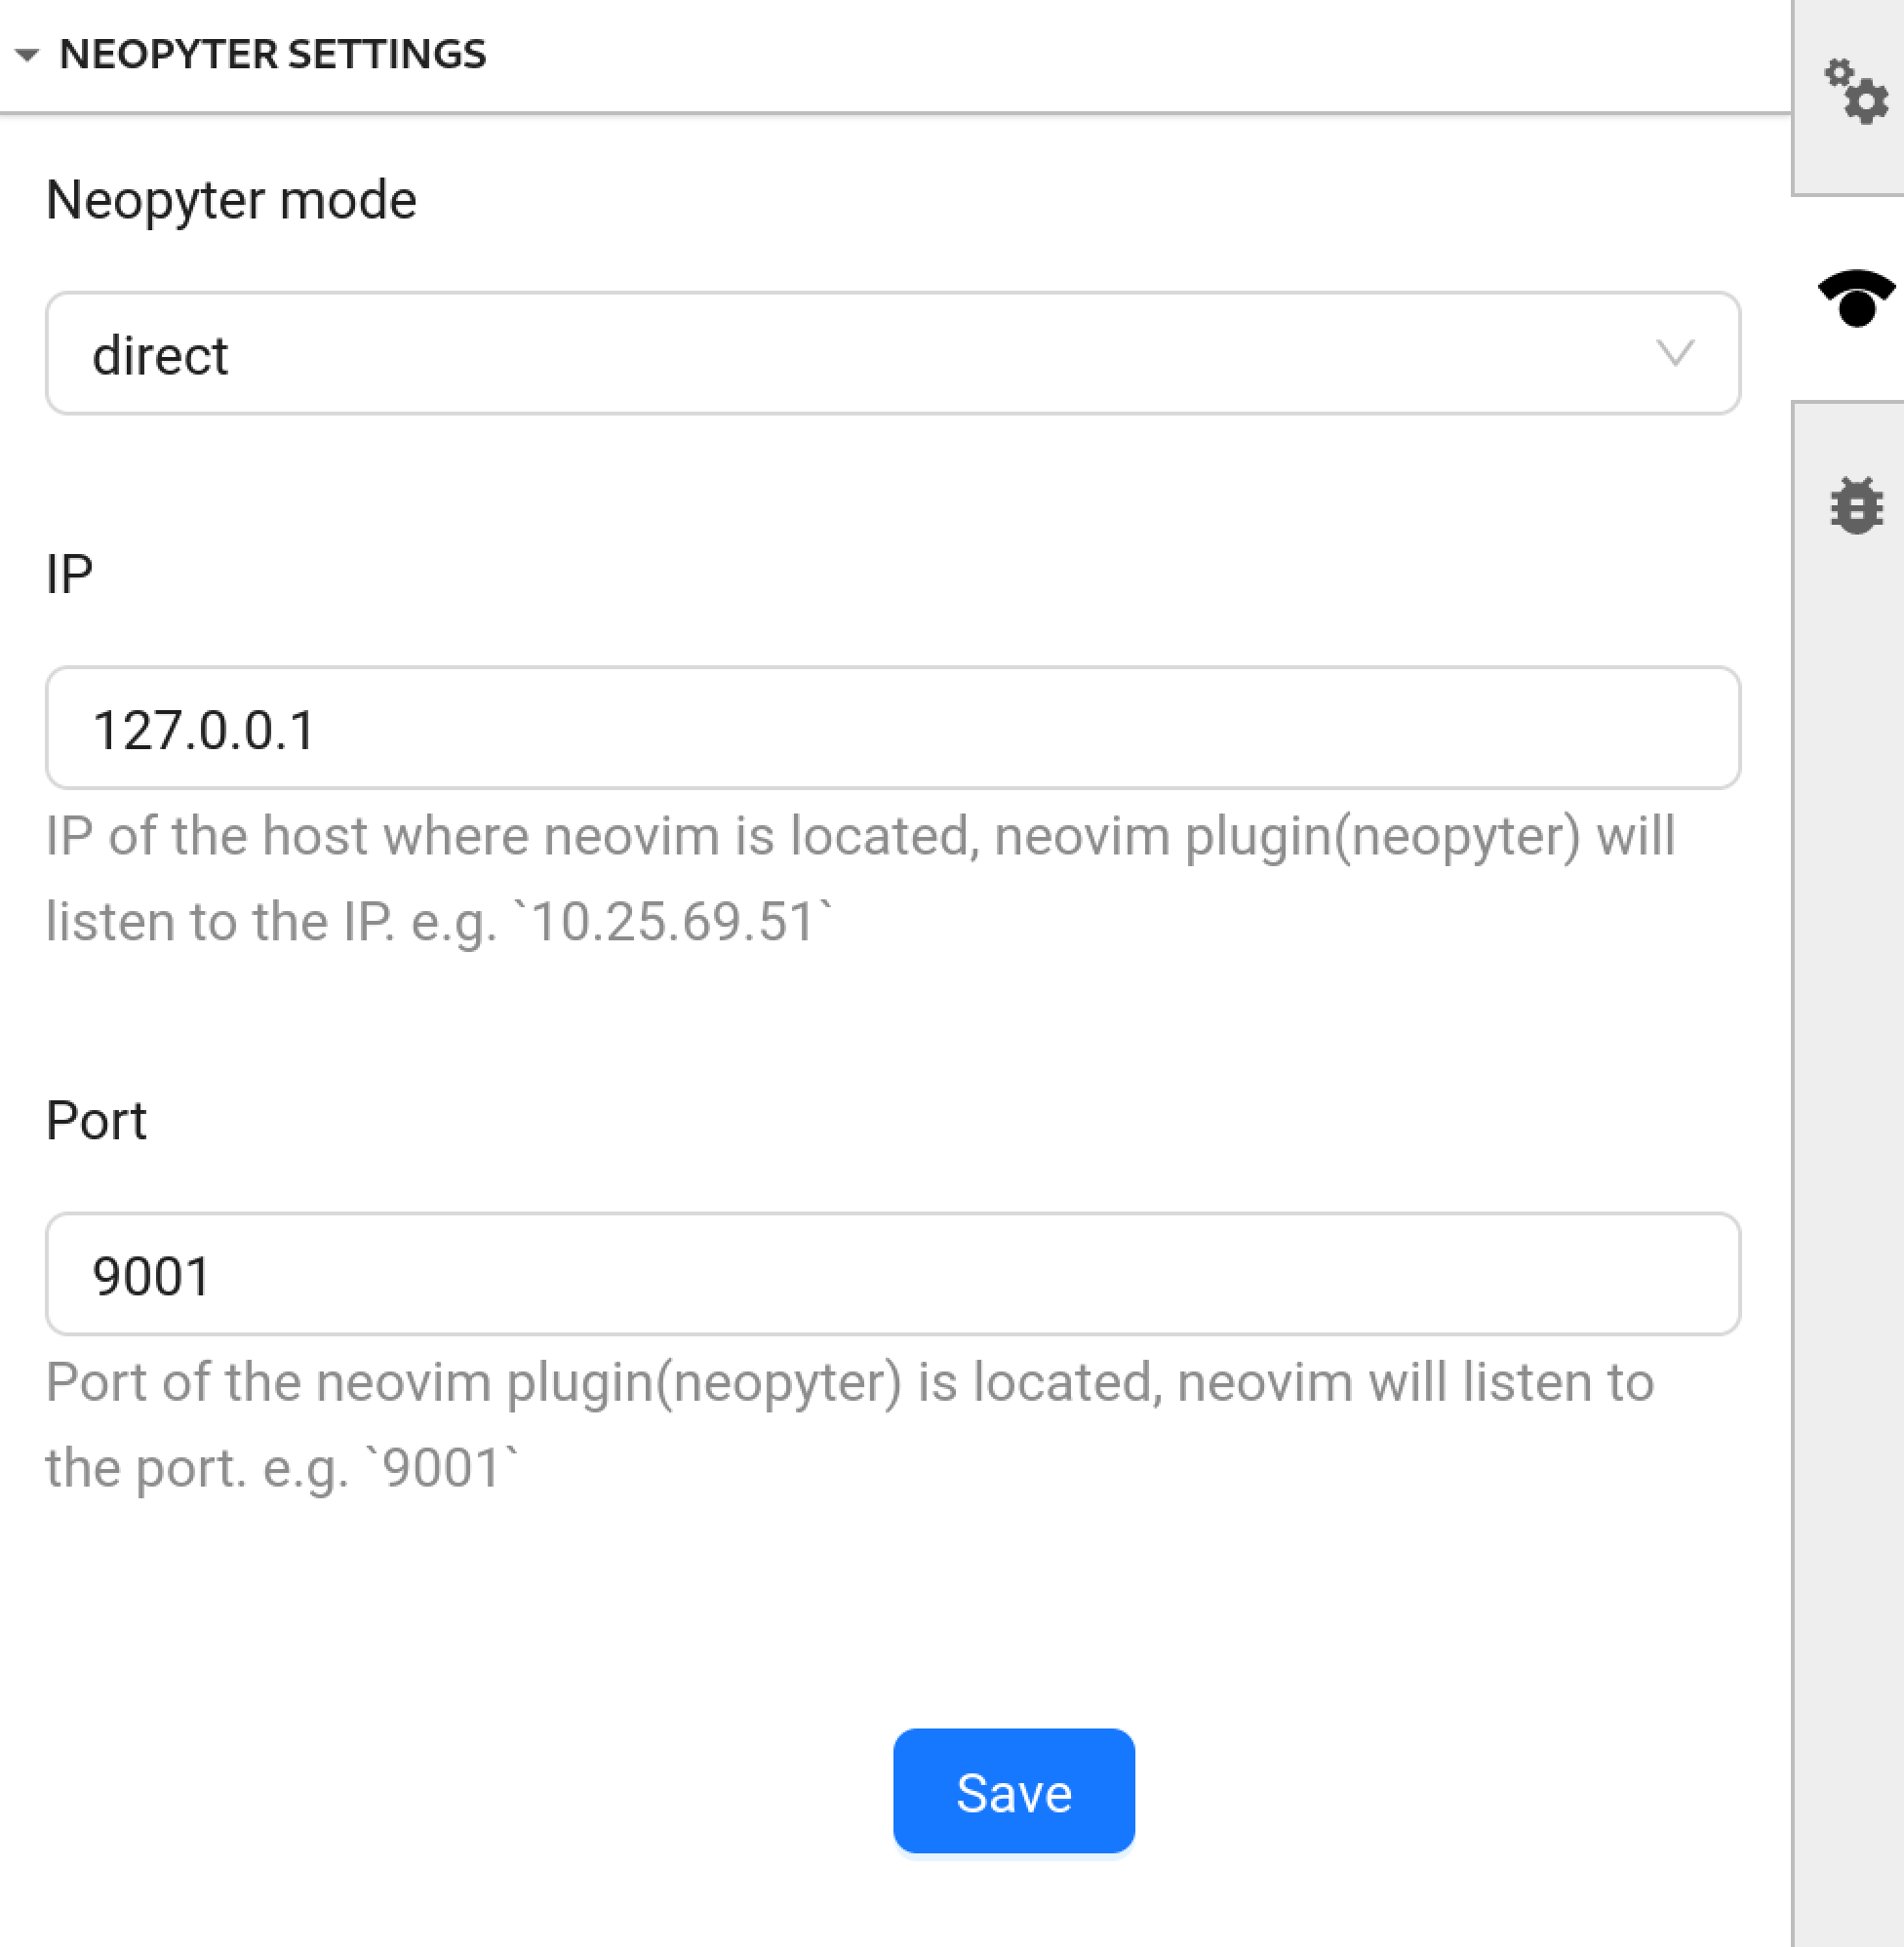 NEOPYTER SETTINGS
Neopyter mode
direct
IP
127.0.0.1
IP of the host where neovim is located, neovim plugin(neopyter) will
listen to the IP. e.g. `10.25.69.51`
Port
9001
Port of the neovim plugin(neopyter) is located, neovim will listen to
the port. e.g. `9001`
Save